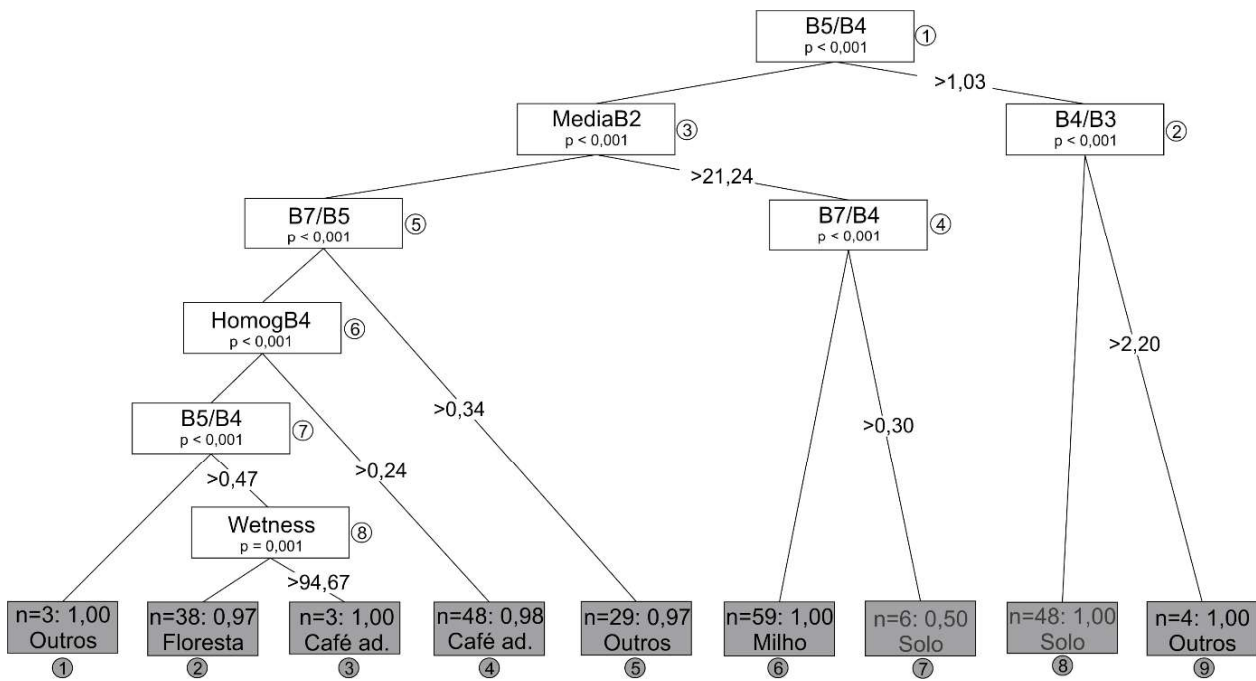 B5/B4
p < 0,001
1
>1,03
MediaB2
p < 0,001
3
B4/B3
p < 0,001
2
>21,24
B7/B5
p < 0,001
5
B7/B4
p < 0,001
4
HomogB4
p < 0,001
6
>2,20
B5/B4
p < 0,001
7
>0,34
>0,30
>0,47
>0,24
Wetness
p = 0,001
8
>94,67
n=3: 1,00
Outros
1
n=38: 0,97
Floresta
2
n=3: 1,00
Café ad.
3
n=48: 0,98
Café ad.
4
n=29: 0,97
Outros
5
n=59: 1,00
Milho
6
n=6: 0,50
Solo
7
n=48: 1,00
Solo
8
n=4: 1,00
Outros
9